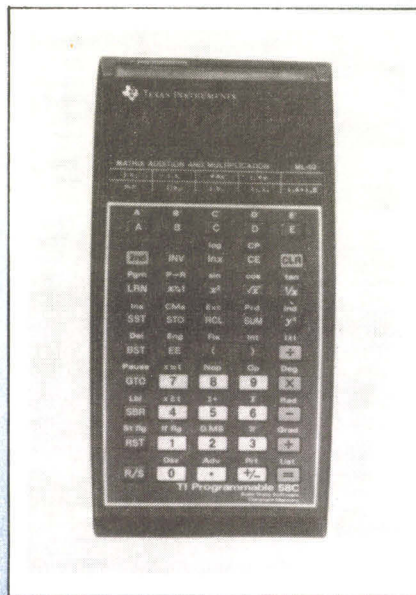 TEXAS INSTRUMENTS
MATRIX ADDITION AND MULTIPLICATION ML-02
A' B' C' D' E'
A B C D E
log CP
2nd INV lnx CE CLR
Pgm P→R sin cos tan
LRN x⇄t x² √x 1/x
Ins CMs Exc Prd Ind
SST STO RCL SUM yˣ
Del Eng Fix Int |x|
BST EE ( ) ÷
Pause x=t Nop Op Deg
GTO 7 8 9 ×
Lbl x≥t Σ+ x̄ Rad
SBR 4 5 6 −
St flg If flg D.MS Grad
RST 1 2 3 +
Adv Prt List
R/S 0 • +/− =
TI Programmable 58C
Solid State Software